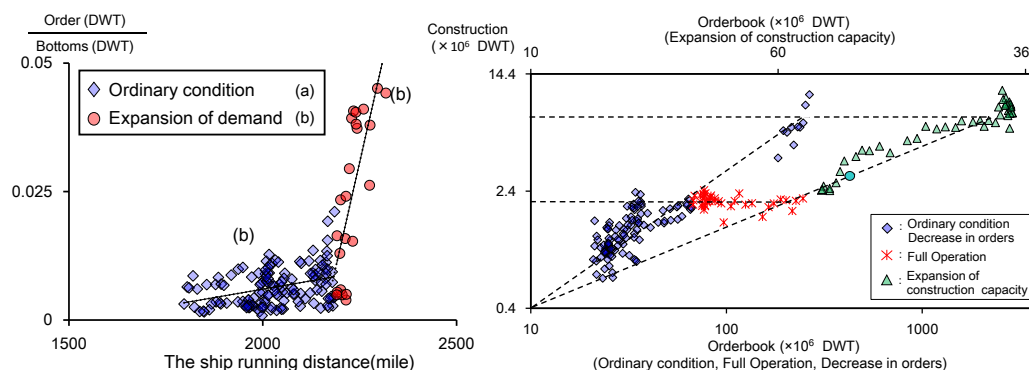 Order (DWT)
Bottoms (DWT)
0.05
0.025
0
Ordinary condition (a)
Expansion of demand (b)
(b)
(b)
1500
2000
2500
The ship running distance(mile)
Orderbook (×10⁶ DWT)
(Expansion of construction capacity)
10
60
36
Construction
(×10⁶ DWT)
14.4
2.4
0.4
: Ordinary condition
Decrease in orders
: Full Operation
: Expansion of
construction capacity
10
100
1000
Orderbook (×10⁶ DWT)
(Ordinary condition, Full Operation, Decrease in orders)